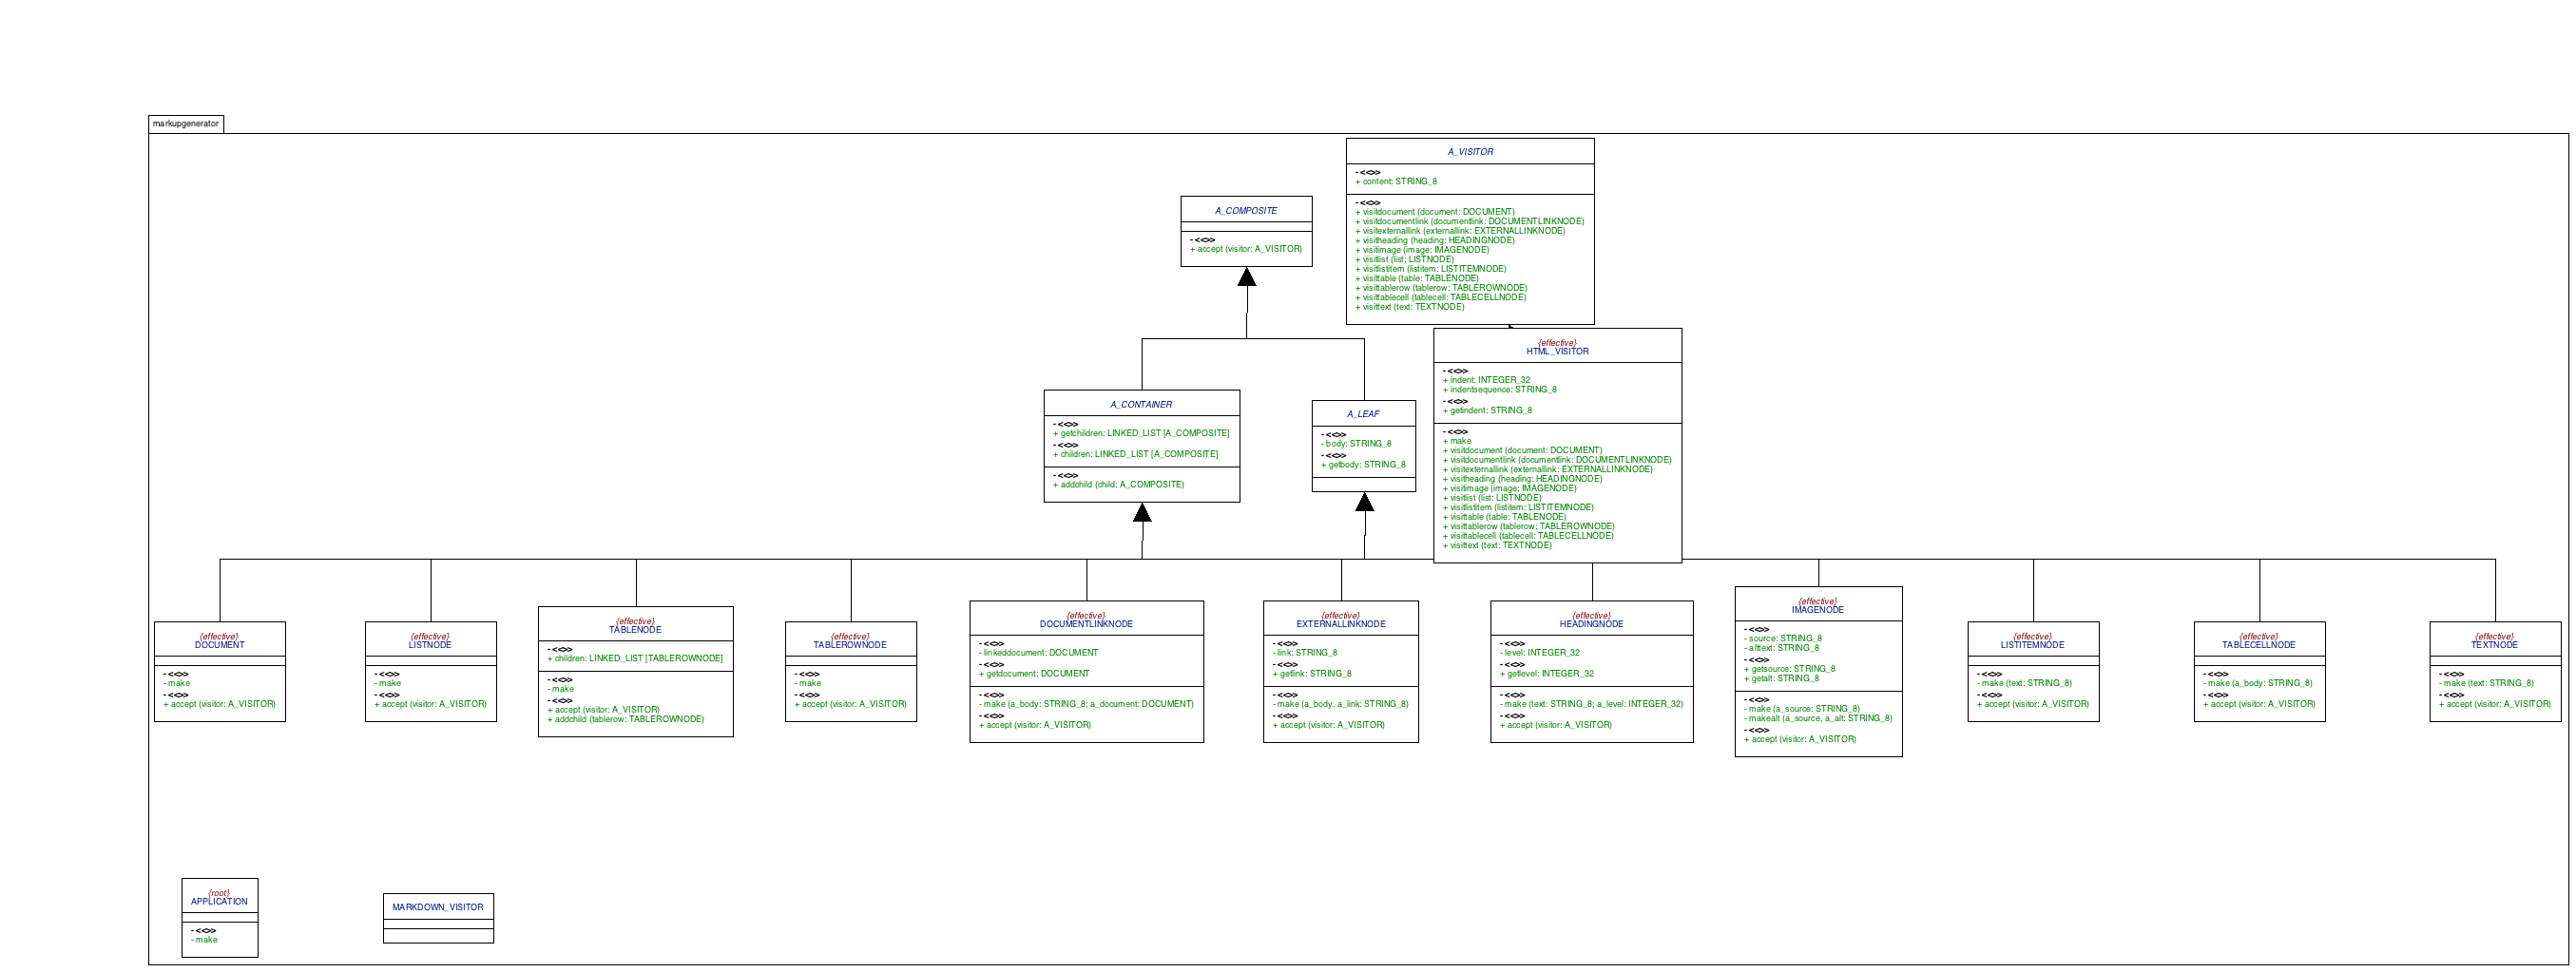 markupgenerator
A_VISITOR
- <<>>
+ content: STRING_8
- <<>>
+ visitdocument (document: DOCUMENT)
+ visitdocumentlink (documentlink: DOCUMENTLINKNODE)
+ visitexternallink (externallink: EXTERNALLINKNODE)
+ visitheading (heading: HEADINGNODE)
+ visitimage (image: IMAGENODE)
+ visitlist (list: LISTNODE)
+ visitlistitem (listitem: LISTITEMNODE)
+ visittable (table: TABLENODE)
+ visittablerow (tablerow: TABLEROWNODE)
+ visittablecell (tablecell: TABLECELLNODE)
+ visittext (text: TEXTNODE)
A_COMPOSITE
- <<>>
+ accept (visitor: A_VISITOR)
{effective}
HTML_VISITOR
- <<>>
+ indent: INTEGER_32
+ indentsequence: STRING_8
- <<>>
+ getindent: STRING_8
- <<>>
+ make
+ visitdocument (document: DOCUMENT)
+ visitdocumentlink (documentlink: DOCUMENTLINKNODE)
+ visitexternallink (externallink: EXTERNALLINKNODE)
+ visitheading (heading: HEADINGNODE)
+ visitimage (image: IMAGENODE)
+ visitlist (list: LISTNODE)
+ visitlistitem (listitem: LISTITEMNODE)
+ visittable (table: TABLENODE)
+ visittablerow (tablerow: TABLEROWNODE)
+ visittablecell (tablecell: TABLECELLNODE)
+ visittext (text: TEXTNODE)
A_CONTAINER
- <<>>
+ getchildren: LINKED_LIST [A_COMPOSITE]
- <<>>
+ children: LINKED_LIST [A_COMPOSITE]
- <<>>
+ addchild (child: A_COMPOSITE)
A_LEAF
- <<>>
- body: STRING_8
- <<>>
+ getbody: STRING_8
{effective}
DOCUMENT
- <<>>
- make
- <<>>
+ accept (visitor: A_VISITOR)
{effective}
LISTNODE
- <<>>
- make
- <<>>
+ accept (visitor: A_VISITOR)
{effective}
TABLENODE
- <<>>
+ children: LINKED_LIST [TABLEROWNODE]
- <<>>
- make
- <<>>
+ accept (visitor: A_VISITOR)
+ addchild (tablerow: TABLEROWNODE)
{effective}
TABLEROWNODE
- <<>>
- make
- <<>>
+ accept (visitor: A_VISITOR)
{effective}
DOCUMENTLINKNODE
- <<>>
- linkeddocument: DOCUMENT
- <<>>
+ getdocument: DOCUMENT
- <<>>
- make (a_body: STRING_8; a_document: DOCUMENT)
- <<>>
+ accept (visitor: A_VISITOR)
{effective}
EXTERNALLINKNODE
- <<>>
- link: STRING_8
- <<>>
+ getlink: STRING_8
- <<>>
- make (a_body, a_link: STRING_8)
- <<>>
+ accept (visitor: A_VISITOR)
{effective}
HEADINGNODE
- <<>>
- level: INTEGER_32
- <<>>
+ getlevel: INTEGER_32
- <<>>
- make (text: STRING_8; a_level: INTEGER_32)
- <<>>
+ accept (visitor: A_VISITOR)
{effective}
IMAGENODE
- <<>>
- source: STRING_8
- alttext: STRING_8
- <<>>
+ getsource: STRING_8
+ getalt: STRING_8
- <<>>
- make (a_source: STRING_8)
- makealt (a_source, a_alt: STRING_8)
- <<>>
+ accept (visitor: A_VISITOR)
{effective}
LISTITEMNODE
- <<>>
- make (text: STRING_8)
- <<>>
+ accept (visitor: A_VISITOR)
{effective}
TABLECELLNODE
- <<>>
- make (a_body: STRING_8)
- <<>>
+ accept (visitor: A_VISITOR)
{effective}
TEXTNODE
- <<>>
- make (text: STRING_8)
- <<>>
+ accept (visitor: A_VISITOR)
{root}
APPLICATION
- <<>>
- make
MARKDOWN_VISITOR